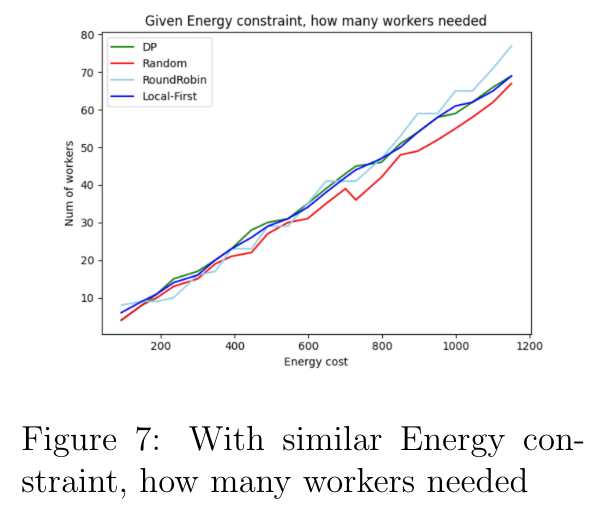 Given Energy constraint, how many workers needed
DP
Random
RoundRobin
Local-First
Num of workers
80
70
60
50
40
30
20
10
200 400 600 800 1000 1200
Energy cost
Figure 7: With similar Energy con-
straint, how many workers needed